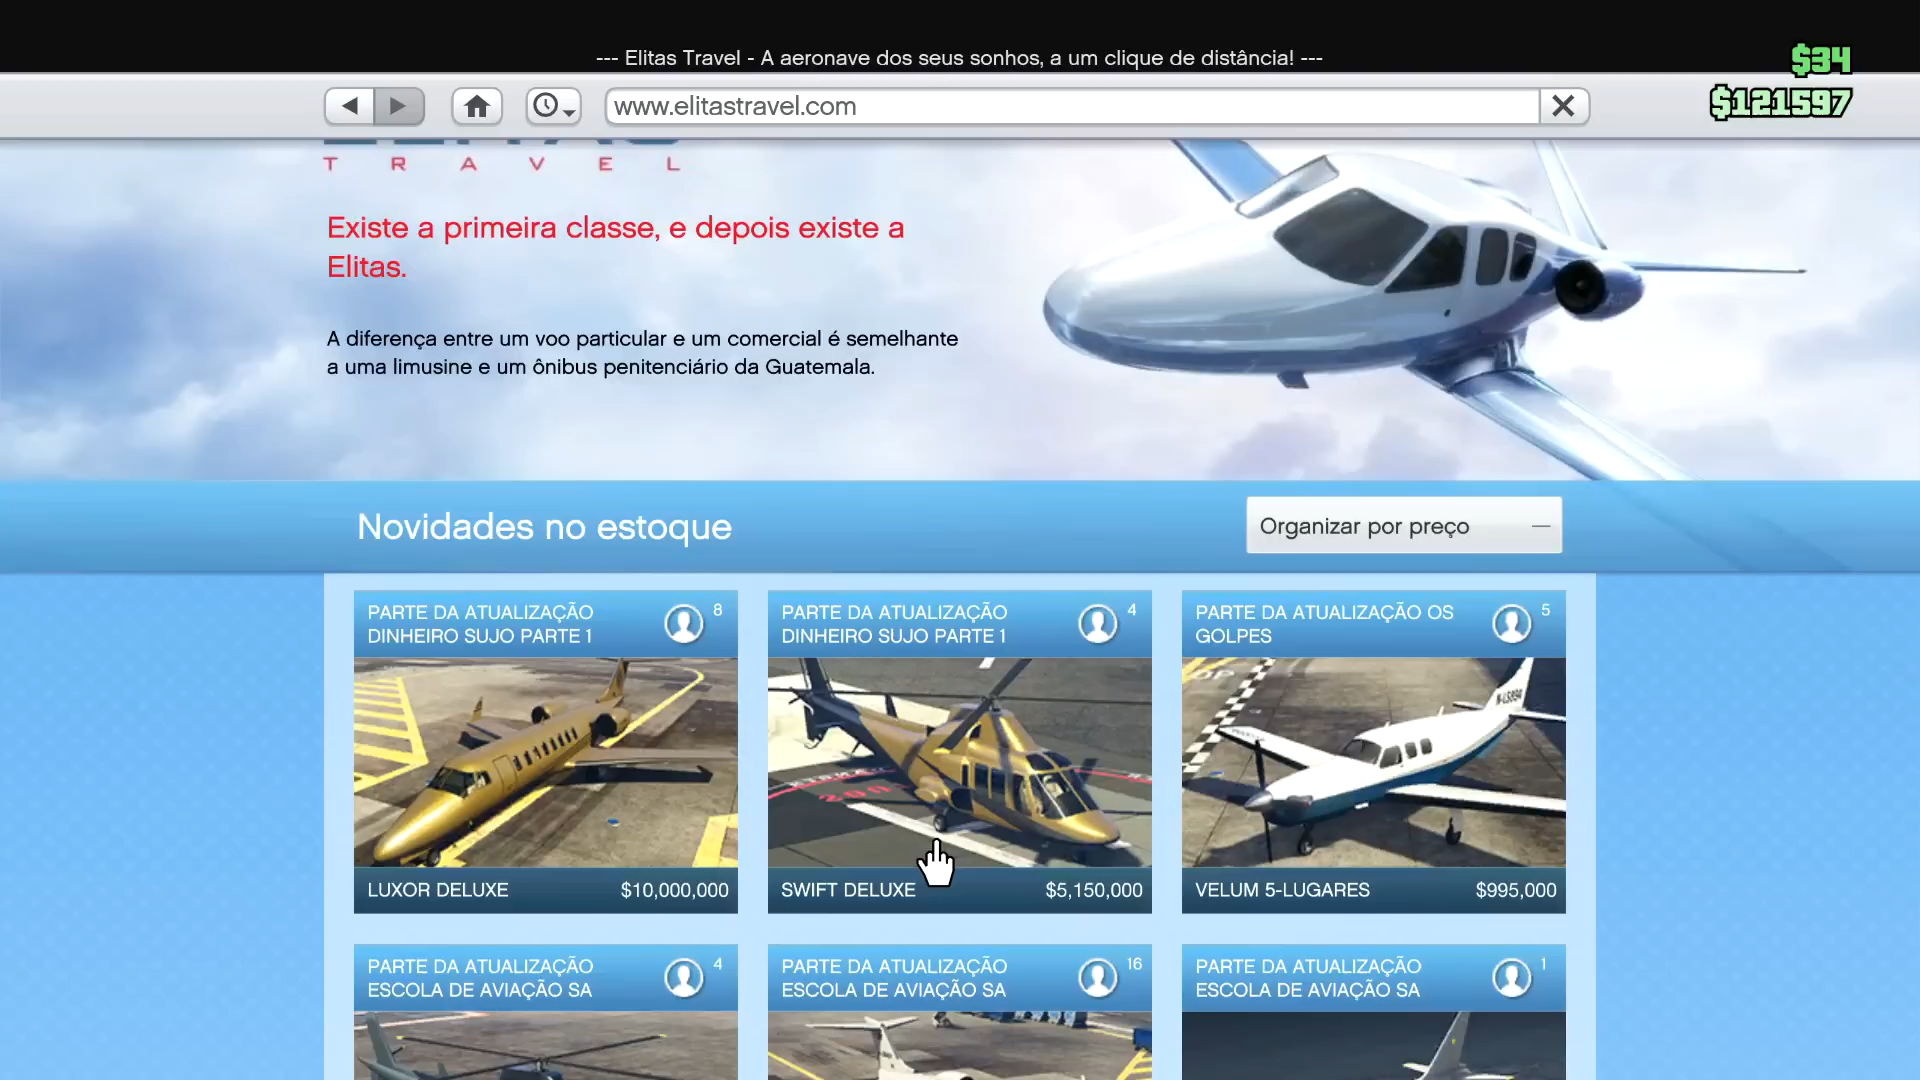 --- Elitas Travel - A aeronave dos seus sonhos, a um clique de distância! ---
$34
$121597
www.elitastravel.com
T R A V E L
Existe a primeira classe, e depois existe a
Elitas.
A diferença entre um voo particular e um comercial é semelhante
a uma limusine e um ônibus penitenciário da Guatemala.
Novidades no estoque
Organizar por preço
PARTE DA ATUALIZAÇÃO
DINHEIRO SUJO PARTE 1
8
LUXOR DELUXE
$10,000,000
PARTE DA ATUALIZAÇÃO
DINHEIRO SUJO PARTE 1
4
SWIFT DELUXE
$5,150,000
PARTE DA ATUALIZAÇÃO OS
GOLPES
5
VELUM 5-LUGARES
$995,000
PARTE DA ATUALIZAÇÃO
ESCOLA DE AVIAÇÃO SA
4
PARTE DA ATUALIZAÇÃO
ESCOLA DE AVIAÇÃO SA
16
PARTE DA ATUALIZAÇÃO
ESCOLA DE AVIAÇÃO SA
1